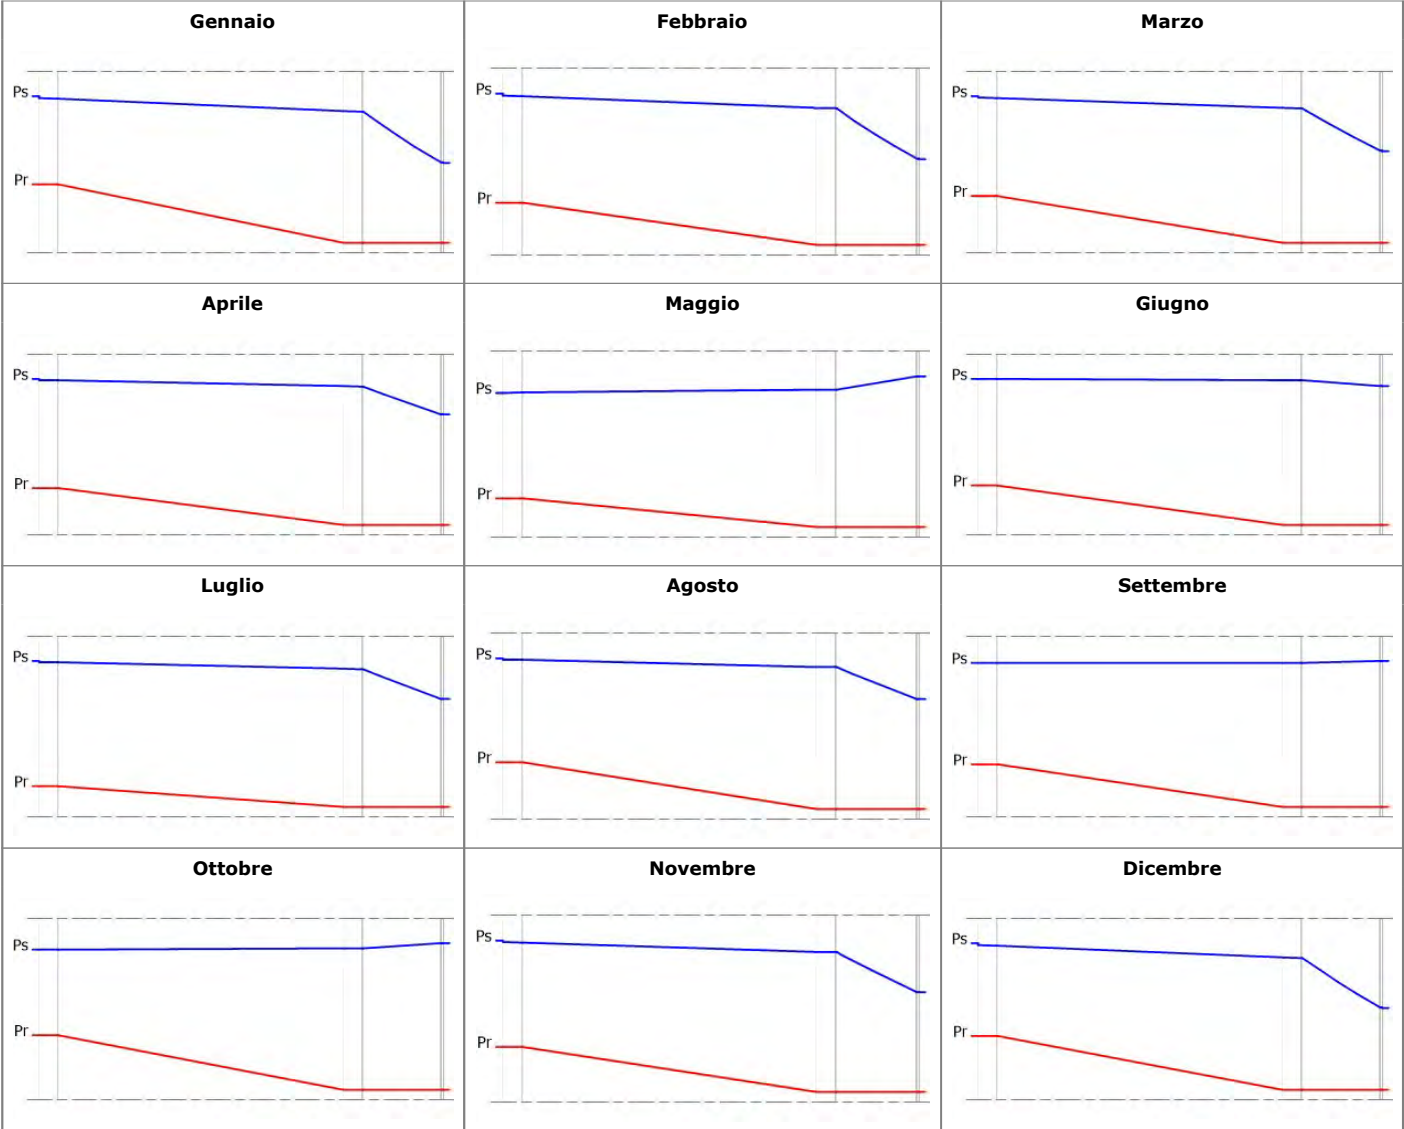 Gennaio Febbraio Marzo
Ps Ps Ps
Pr Pr Pr
Aprile Maggio Giugno
Ps Ps Ps
Pr Pr Pr
Luglio Agosto Settembre
Ps Ps Ps
Pr Pr Pr
Ottobre Novembre Dicembre
Ps Ps Ps
Pr Pr Pr